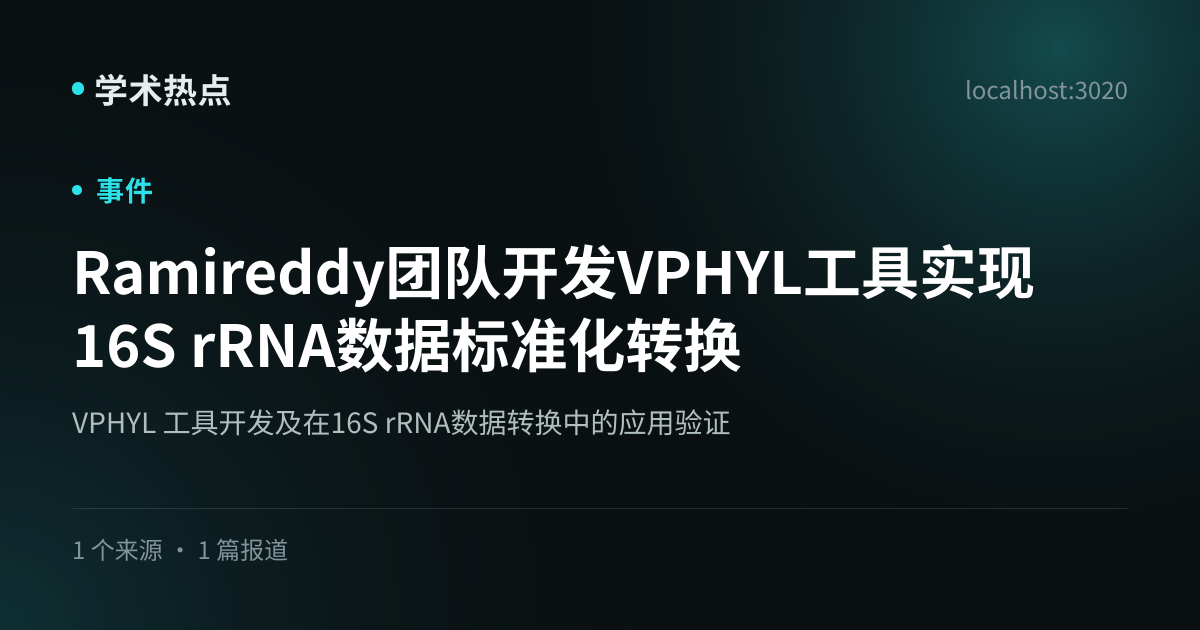 学术热点
localhost:3020
事件
Ramireddy团队开发VPHYL工具实现
16S rRNA数据标准化转换
VPHYL 工具开发及在16S rRNA数据转换中的应用验证
1 个来源 · 1 篇报道